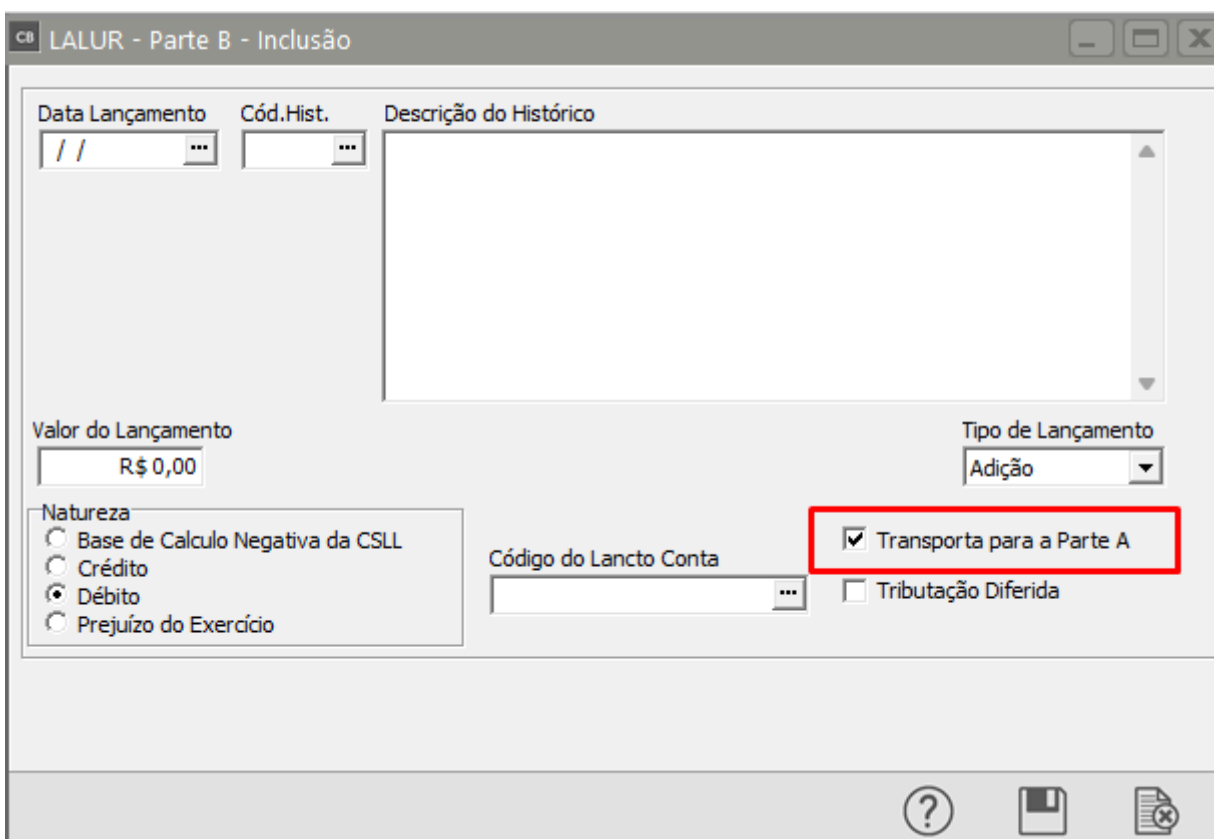 CB LALUR - Parte B - Inclusão
Data Lançamento Cód.Hist. Descrição do Histórico
/ / ... ...
Valor do Lançamento Tipo de Lançamento
R$ 0,00 Adição
Natureza
Base de Calculo Negativa da CSLL
Crédito
Débito
Prejuízo do Exercício
Código do Lancto Conta
...
Transporta para a Parte A
Tributação Diferida
?